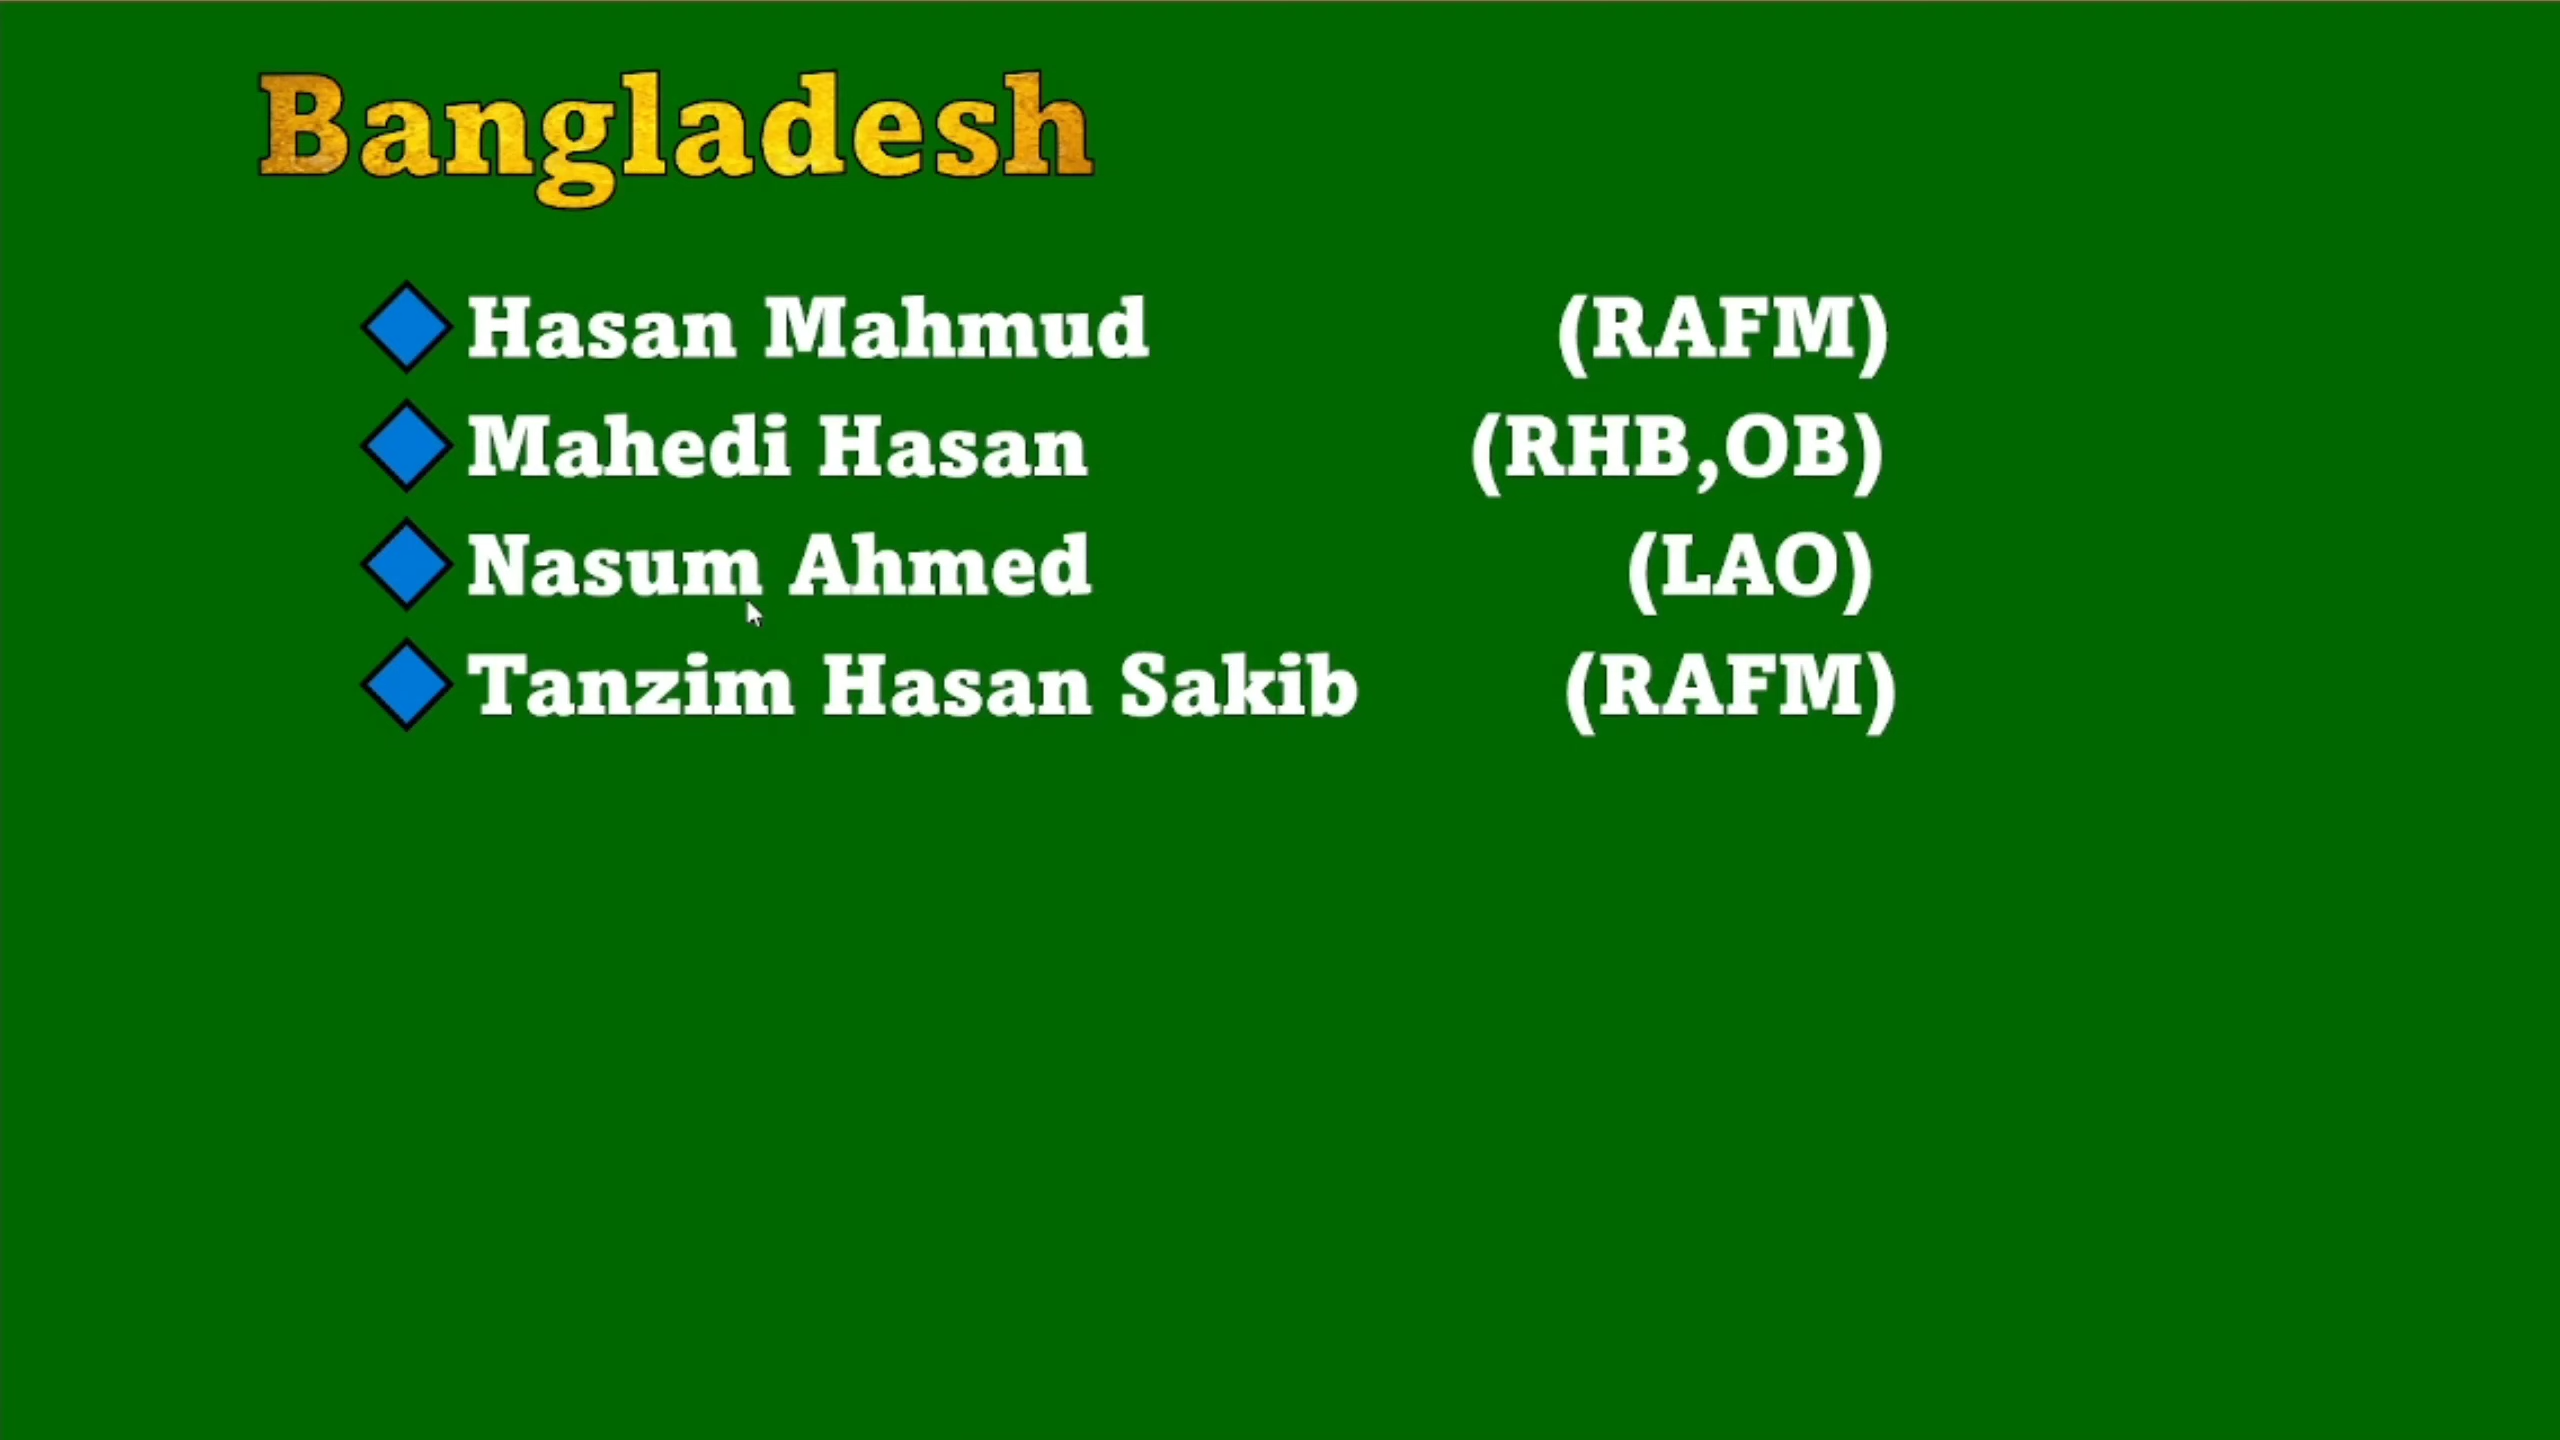 Bangladesh
Hasan Mahmud (RAFM)
Mahedi Hasan (RHB,OB)
Nasum Ahmed (LAO)
Tanzim Hasan Sakib (RAFM)